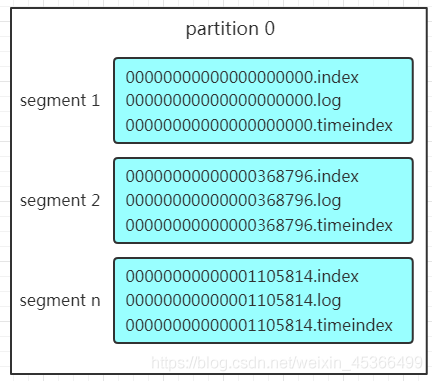 partition 0
segment 1
00000000000000000000.index
00000000000000000000.log
00000000000000000000.timeindex
segment 2
00000000000000368796.index
00000000000000368796.log
00000000000000368796.timeindex
segment n
00000000000001105814.index
00000000000001105814.log
00000000000001105814.timeindex
https://blog.csdn.net/weixin_45366499